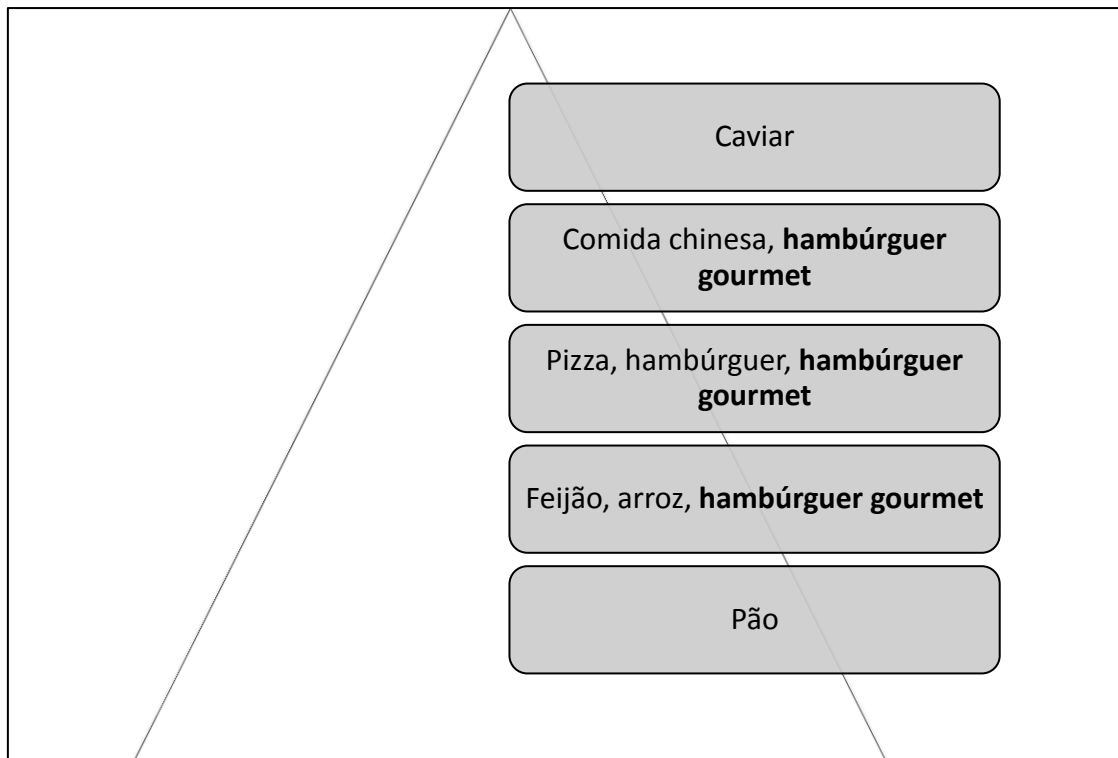 Caviar
Comida chinesa, hambúrguer
gourmet
Pizza, hambúrguer, hambúrguer
gourmet
Feijão, arroz, hambúrguer gourmet
Pão